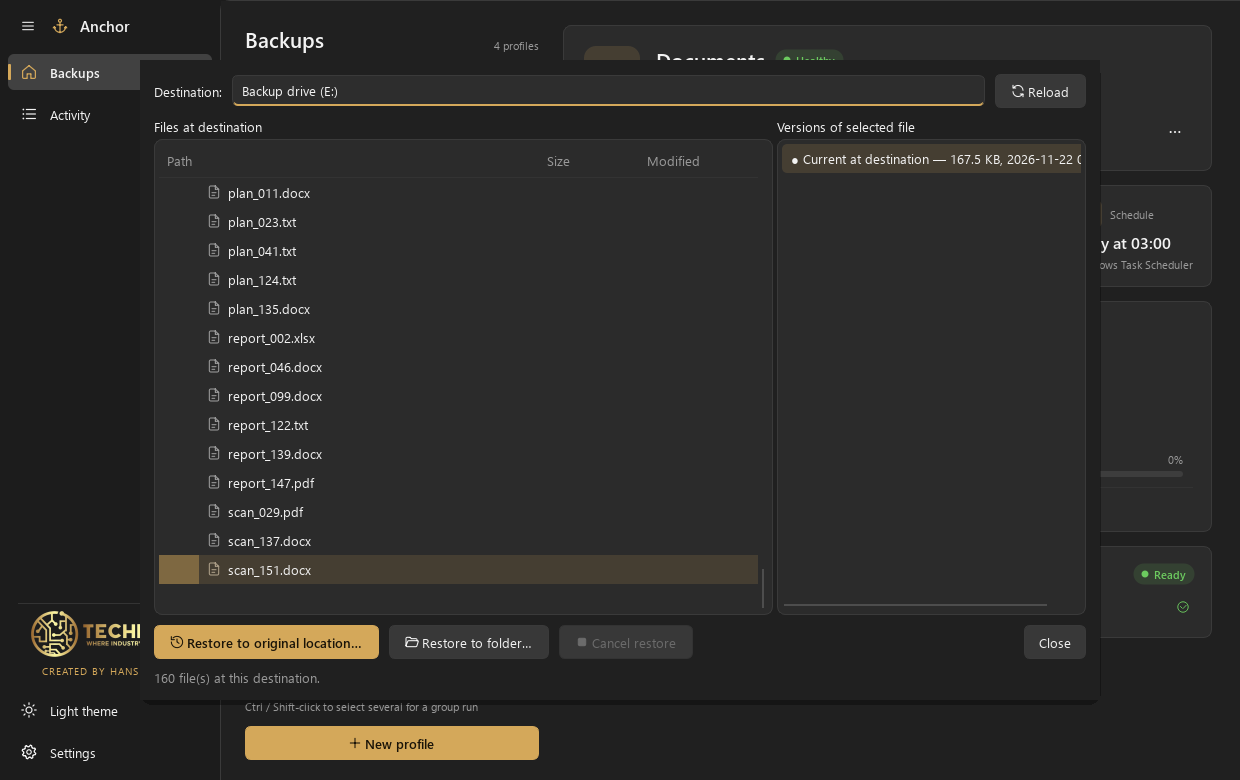 Anchor
Backups
Activity
Backups
4 profiles
Documents
Healthy
Destination:
Backup drive (E:)
Reload
Files at destination
Versions of selected file
Path
Size
Modified
● Current at destination — 167.5 KB, 2026-11-22
plan_011.docx
plan_023.txt
plan_041.txt
plan_124.txt
plan_135.docx
report_002.xlsx
report_046.docx
report_099.docx
report_122.txt
report_139.docx
report_147.pdf
scan_029.pdf
scan_137.docx
scan_151.docx
Schedule
at 03:00
Task Scheduler
0%
Ready
Restore to original location...
Restore to folder...
Cancel restore
Close
160 file(s) at this destination.
CREATED BY HANS
Light theme
Settings
Ctrl / Shift-click to select several for a group run
New profile